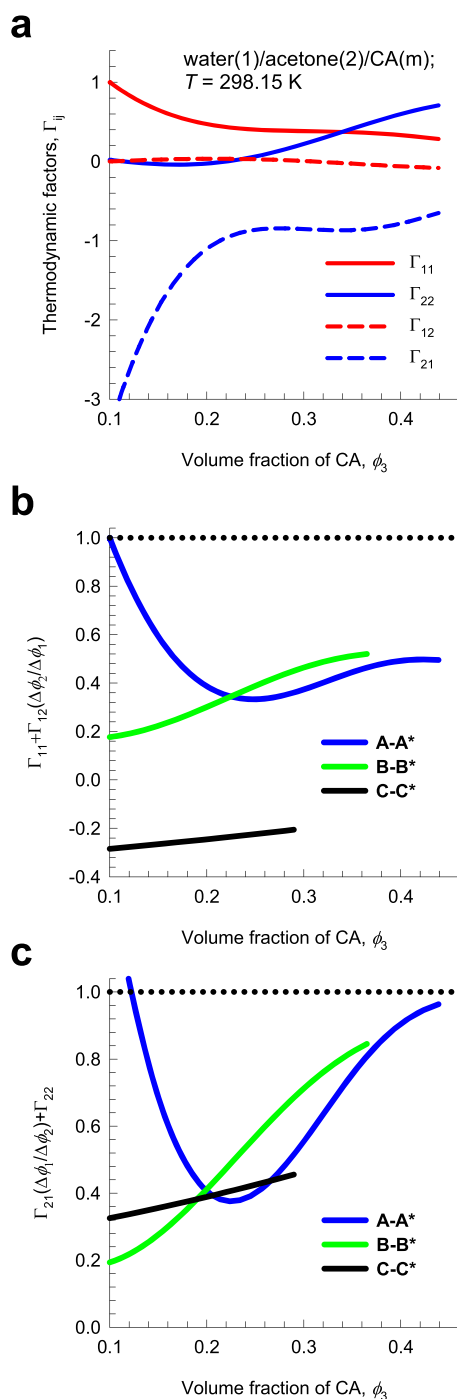 a
water(1)/acetone(2)/CA(m);
T = 298.15 K
Thermodynamic factors, Γij
1
0
-1
-2
-3
Γ11
Γ22
Γ12
Γ21
0.1 0.2 0.3 0.4
Volume fraction of CA, ϕ3
b
Γ11+Γ12(Δϕ2/Δϕ1)
1.0
0.8
0.6
0.4
0.2
0.0
-0.2
-0.4
A-A*
B-B*
C-C*
0.1 0.2 0.3 0.4
Volume fraction of CA, ϕ3
c
Γ21(Δϕ1/Δϕ2)+Γ22
1.0
0.8
0.6
0.4
0.2
0.0
A-A*
B-B*
C-C*
0.1 0.2 0.3 0.4
Volume fraction of CA, ϕ3